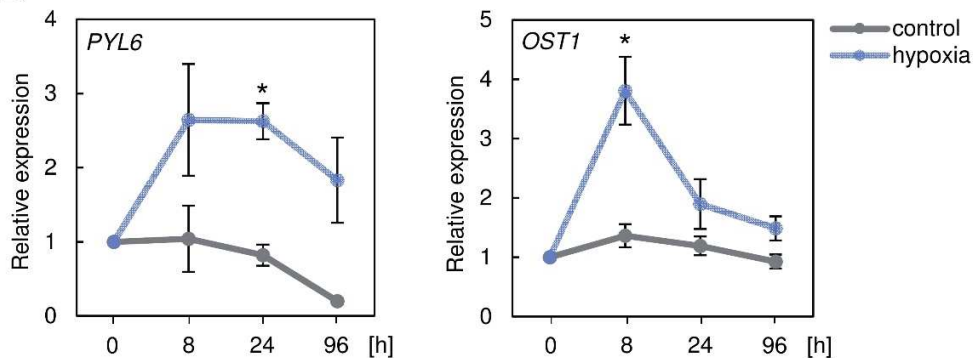 PYL6
Relative expression
4
3
2
1
0
0 8 24 96 [h]
*
OST1
Relative expression
5
4
3
2
1
0
0 8 24 96 [h]
*
control
hypoxia